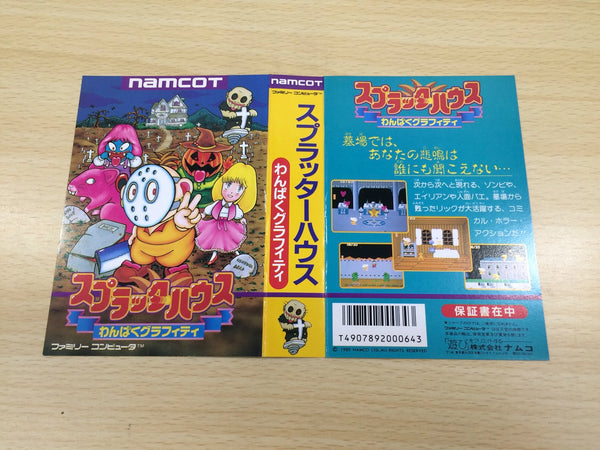 namcot
スプラッターハウス
わんぱくグラフィティ
ファミリー コンピュータ™
namcot
ファミリー コンピュータ
スプラッターハウス
わんぱくグラフィティ
スプラッターハウス
わんぱくグラフィティ
墓場では、
あなたの悲鳴は
誰にも聞こえない…
次から次へと現れる、ゾンビや、
エイリアンや人面バエ。墓場から
甦ったリックが大活躍する、コミ
カル・ホラー・
アクションだ!!
保証書在中
T4907892000643
© 1989 NAMCO LTD., ALL RIGHTS RESERVED
株式会社ナムコ